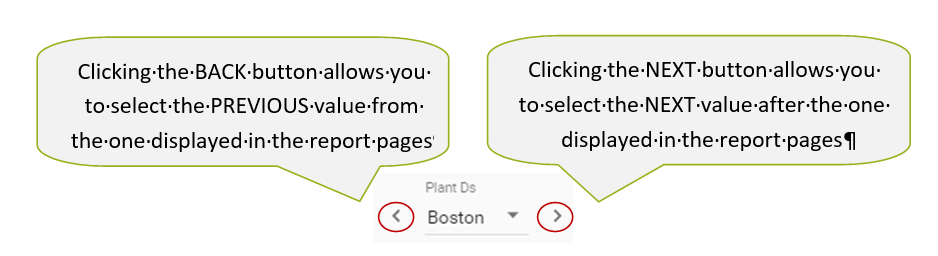 Clicking·the·BACK·button·allows·you·
to·select·the·PREVIOUS·value·from·
the·one·displayed·in·the·report·pages
Clicking·the·NEXT·button·allows·you·
to·select·the·NEXT·value·after·the·one·
displayed·in·the·report·pages¶
Plant Ds
Boston